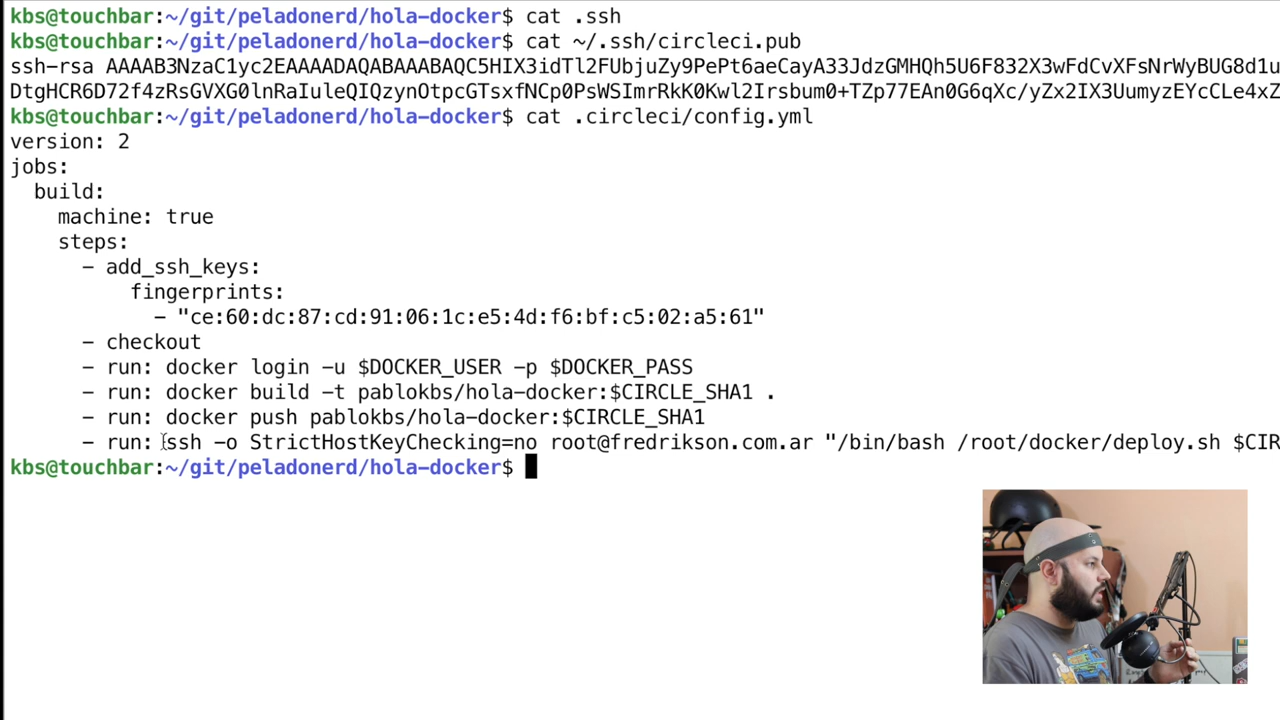 kbs@touchbar:~/git/peladonerd/hola-docker$ cat .ssh
kbs@touchbar:~/git/peladonerd/hola-docker$ cat ~/.ssh/circleci.pub
ssh-rsa AAAAB3NzaC1yc2EAAAADAQABAAABAQC5HIX3idTl2FUbjuZy9PePt6aeCayA33JdzGMHQh5U6F832X3wFdCvXFsNrWyBUG8d1u
DtgHCR6D72f4zRsGVXG0lnRaIuleQIQzynOtpcGTsxfNCp0PsWSImrRkK0Kwl2Irsbum0+TZp77EAn0G6qXc/yZx2IX3UumyzEYcCLe4xZ
kbs@touchbar:~/git/peladonerd/hola-docker$ cat .circleci/config.yml
version: 2
jobs:
  build:
    machine: true
    steps:
      - add_ssh_keys:
          fingerprints:
            - "ce:60:dc:87:cd:91:06:1c:e5:4d:f6:bf:c5:02:a5:61"
      - checkout
      - run: docker login -u $DOCKER_USER -p $DOCKER_PASS
      - run: docker build -t pablokbs/hola-docker:$CIRCLE_SHA1 .
      - run: docker push pablokbs/hola-docker:$CIRCLE_SHA1
      - run: ssh -o StrictHostKeyChecking=no root@fredrikson.com.ar "/bin/bash /root/docker/deploy.sh $CIR
kbs@touchbar:~/git/peladonerd/hola-docker$